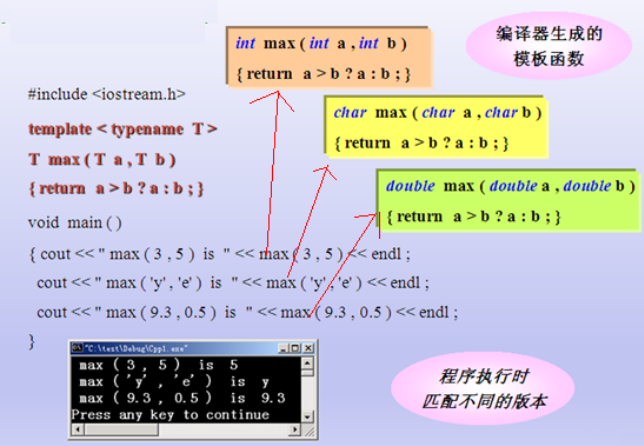 int max ( int a , int b )
{ return a > b ? a : b ; }
编译器生成的
模板函数
#include <iostream.h>
template < typename T >
T max ( T a , T b )
{ return a > b ? a : b ; }
char max ( char a , char b )
{ return a > b ? a : b ; }
double max ( double a , double b )
{ return a > b ? a : b ; }
void main ( )
{ cout << " max ( 3 , 5 ) is " << max ( 3 , 5 ) << endl ;
cout << " max ( 'y' , 'e' ) is " << max ( 'y' , 'e' ) << endl ;
cout << " max ( 9.3 , 0.5 ) is " << max ( 9.3 , 0.5 ) << endl ;
}
"C:\test\Debug\Cpp1.exe"
max ( 3 , 5 ) is 5
max ( 'y' , 'e' ) is y
max ( 9.3 , 0.5 ) is 9.3
Press any key to continue
程序执行时
匹配不同的版本